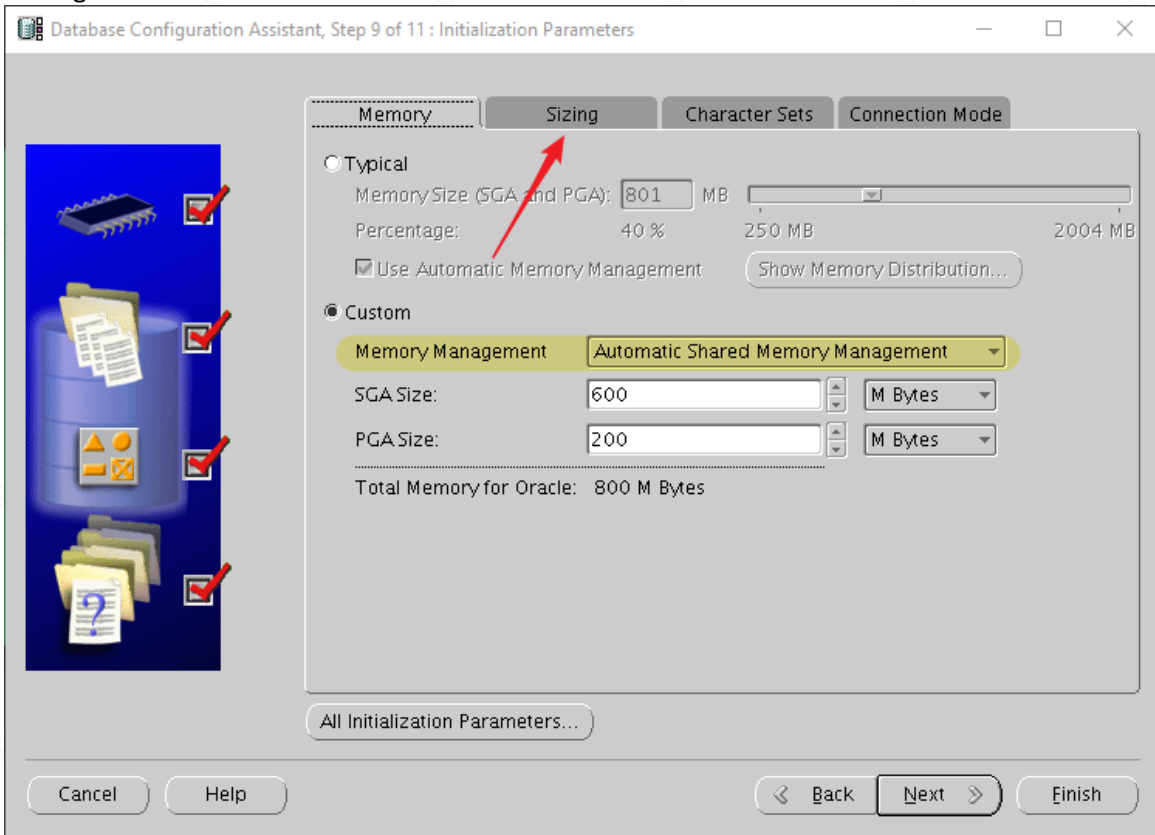 Database Configuration Assistant, Step 9 of 11 : Initialization Parameters
Memory Sizing Character Sets Connection Mode
Typical
Memory Size (SGA and PGA): 801 MB
Percentage: 40 % 250 MB 2004 MB
Use Automatic Memory Management Show Memory Distribution...
Custom
Memory Management Automatic Shared Memory Management
SGA Size: 600 M Bytes
PGA Size: 200 M Bytes
Total Memory for Oracle: 800 M Bytes
?
All Initialization Parameters...
Cancel Help Back Next Finish